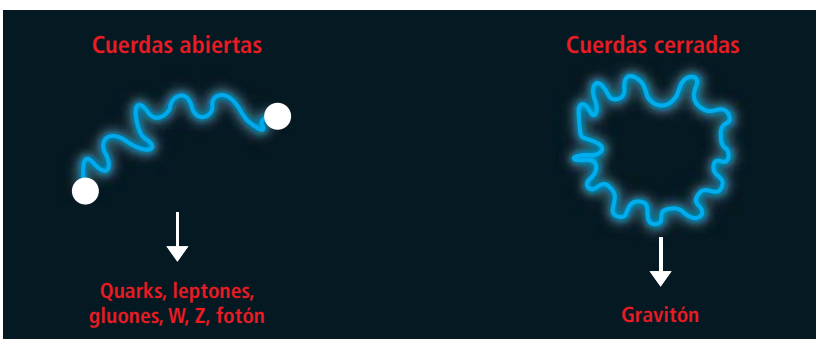 Cuerdas abiertas
Quarks, leptones,
gluones, W, Z, fotón
Cuerdas cerradas
Gravitón